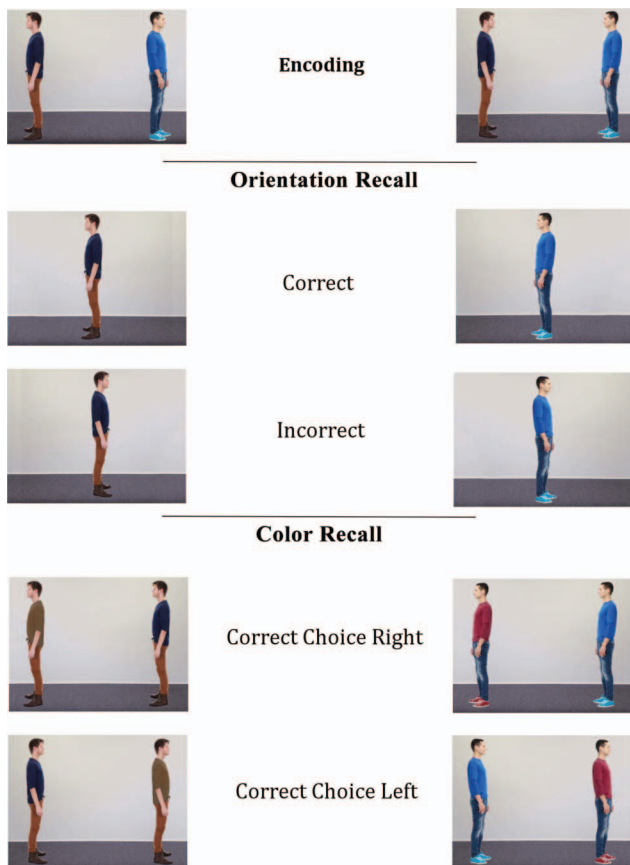 Encoding
Orientation Recall
Correct
Incorrect
Color Recall
Correct Choice Right
Correct Choice Left